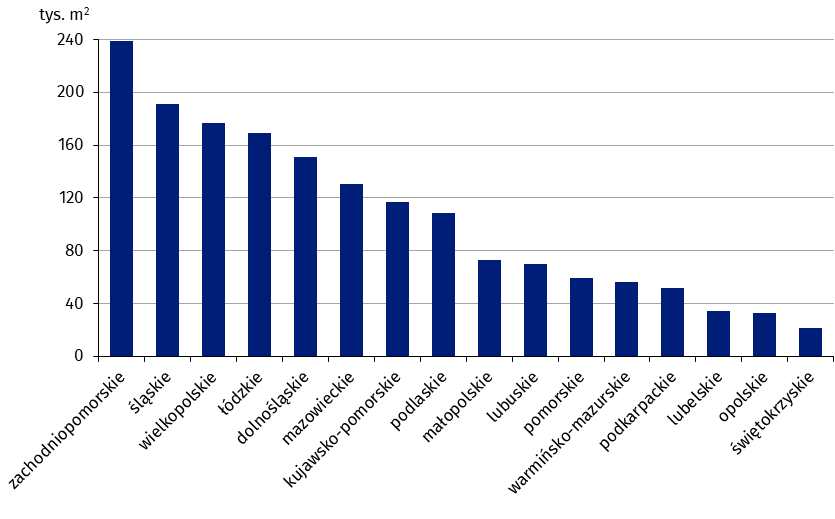 tys. m²
240
200
160
120
80
40
0
zachodniopomorskie
śląskie
wielkopolskie
łódzkie
dolnośląskie
mazowieckie
kujawsko-pomorskie
podlaskie
małopolskie
lubuskie
pomorskie
warmińsko-mazurskie
podkarpackie
lubelskie
opolskie
świętokrzyskie